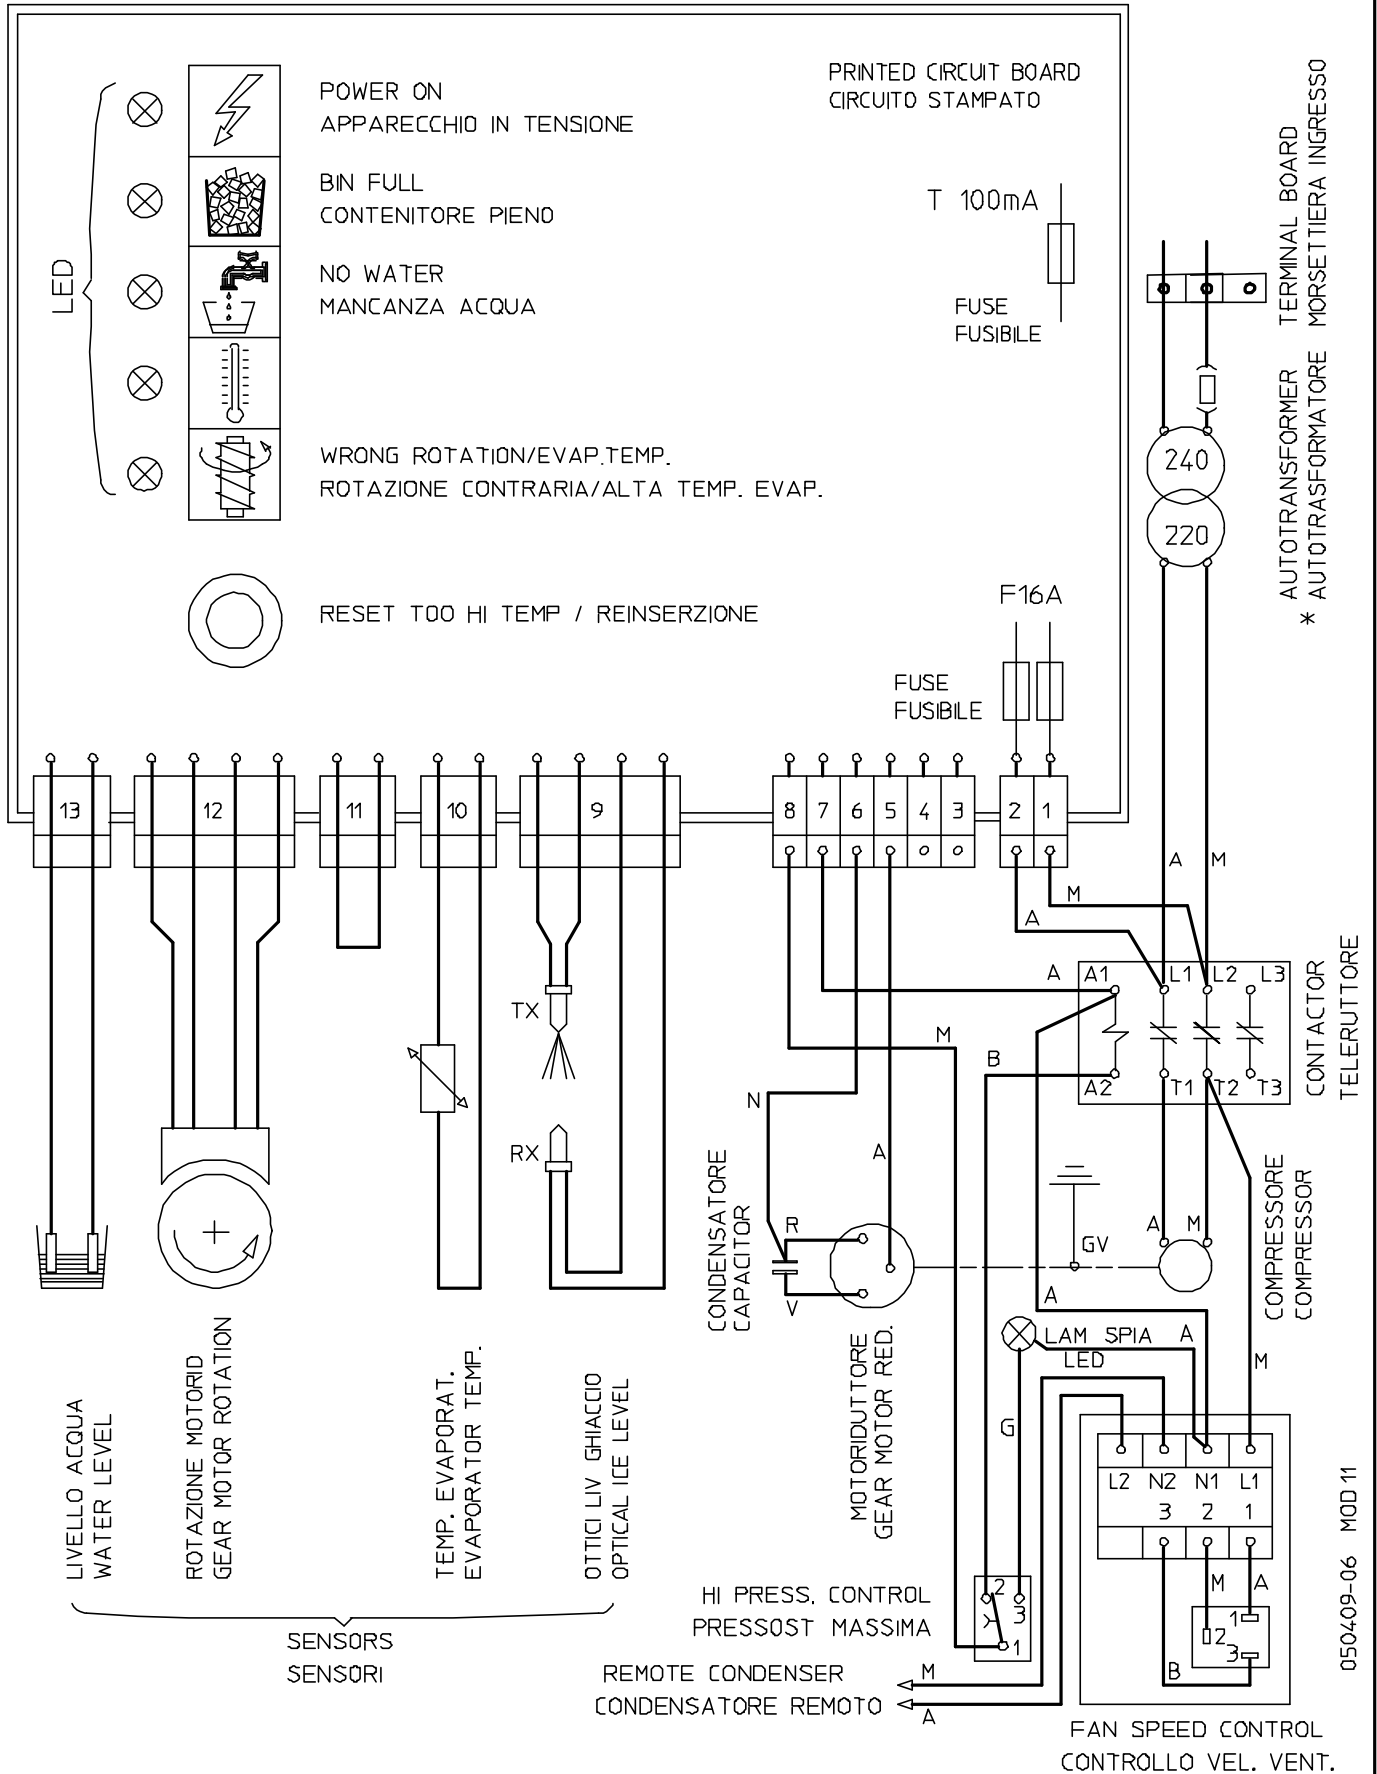 PRINTED CIRCUIT BOARD
CIRCUITO STAMPATO
LED
POWER ON
APPARECCHIO IN TENSIONE
BIN FULL
CONTENITORE PIENO
NO WATER
MANCANZA ACQUA
WRONG ROTATION/EVAP.TEMP.
ROTAZIONE CONTRARIA/ALTA TEMP. EVAP.
RESET TOO HI TEMP / REINSERZIONE
T 100mA
FUSE
FUSIBILE
F16A
FUSE
FUSIBILE
TERMINAL BOARD
MORSETTIERA INGRESSO
240
220
AUTOTRANSFORMER
* AUTOTRASFORMATORE
13
12
11
10
9
8
7
6
5
4
3
2
1
A
M
M
A
A
A1
L1
L2
L3
A2
T1
T2
T3
CONTACTOR
TELERUTTORE
M
B
N
A
TX
RX
CONDENSATORE
CAPACITOR
R
V
GV
A
M
COMPRESSORE
COMPRESSOR
A
LAM SPIA
LED
A
M
G
MOTORIDUTTORE
GEAR MOTOR RED.
LIVELLO ACQUA
WATER LEVEL
ROTAZIONE MOTORID
GEAR MOTOR ROTATION
TEMP. EVAPORAT.
EVAPORATOR TEMP.
OTTICI LIV GHIACCIO
OPTICAL ICE LEVEL
SENSORS
SENSORI
L2
N2
N1
L1
3
2
1
M
A
1
2
3
B
HI PRESS. CONTROL
PRESSOST MASSIMA
2
3
1
REMOTE CONDENSER
CONDENSATORE REMOTO
M
A
FAN SPEED CONTROL
CONTROLLO VEL. VENT.
050409-06 MOD 11